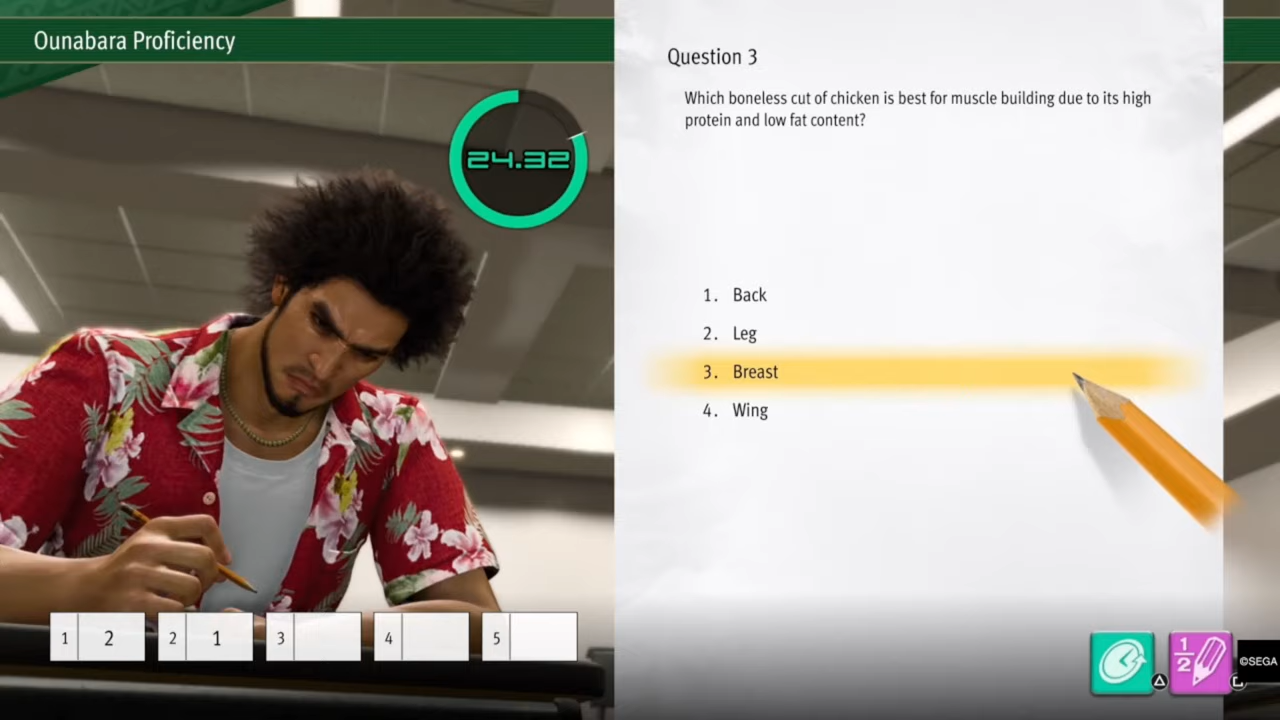 Ounabara Proficiency
24.32
Question 3
Which boneless cut of chicken is best for muscle building due to its high
protein and low fat content?
1. Back
2. Leg
3. Breast
4. Wing
1 2
2 1
3
4
5
1/2
©SEGA